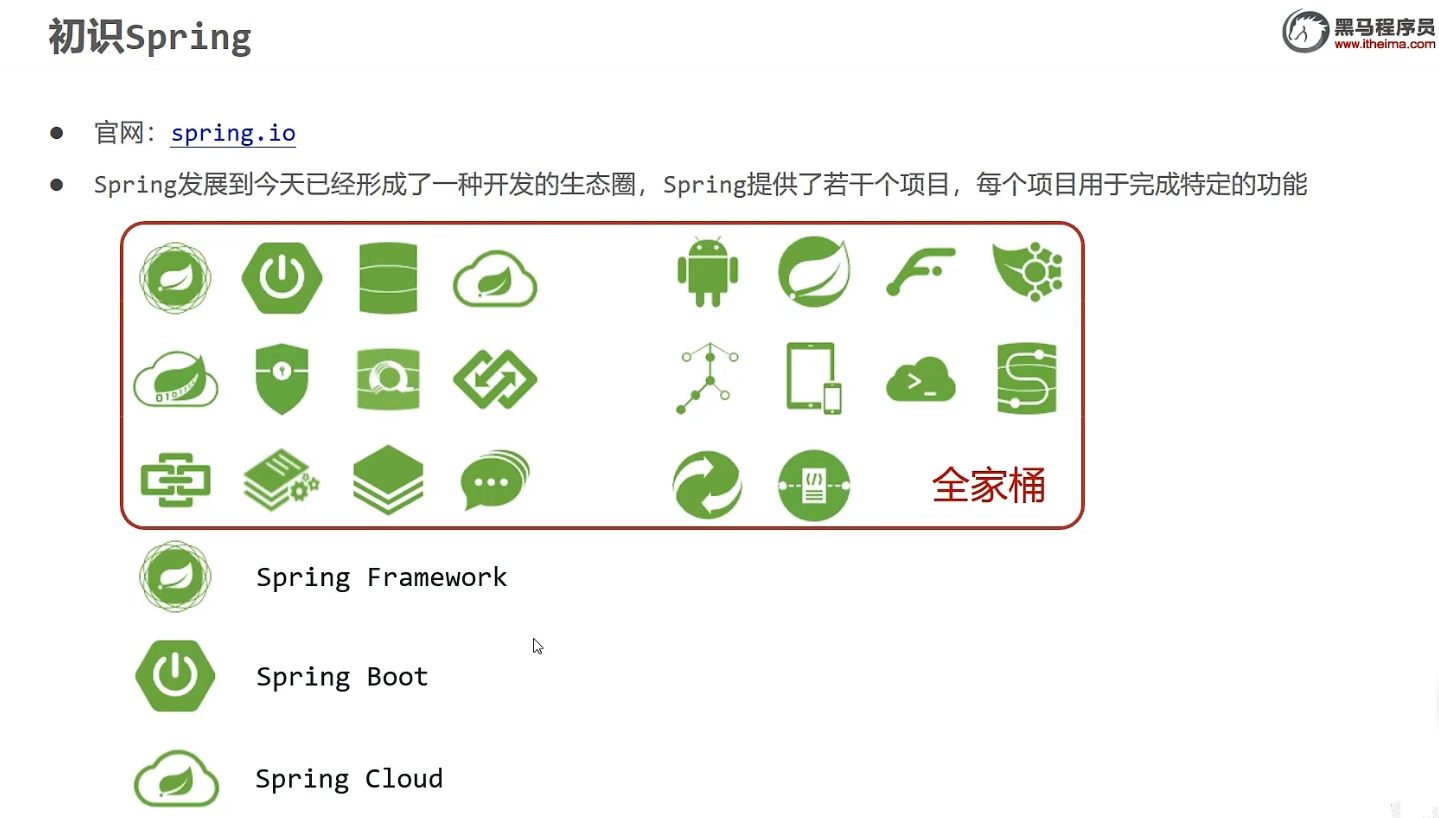 初识Spring
黑马程序员
www.itheima.com
官网：spring.io
Spring发展到今天已经形成了一种开发的生态圈，Spring提供了若干个项目，每个项目用于完成特定的功能
全家桶
Spring Framework
Spring Boot
Spring Cloud